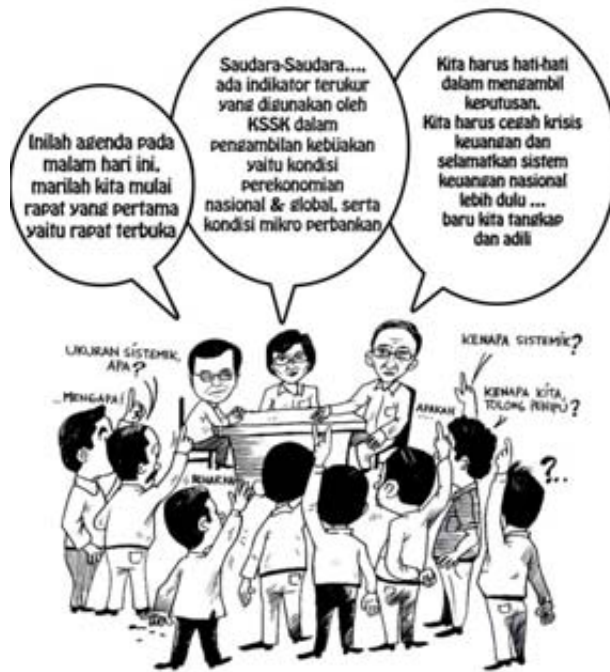 Inilah agenda pada
malam hari ini,
marilah kita mulai
rapat yang pertama
yaitu rapat terbuka
Saudara-Saudara....,
ada indikator terukur
yang digunakan oleh
KSSK dalam
pengambilan kebijakan
yaitu kondisi
perekonomian
nasional & global, serta
kondisi mikro perbankan
Kita harus hati-hati
dalam mengambil
keputusan.
Kita harus cegah krisis
keuangan dan
selamatkan sistem
keuangan nasional
lebih dulu ...
baru kita tangkap
dan adili
UKURAN SISTEMIK,
APA?
...MENGAPA!
APAKAH
KENAPA SISTEMIK?
KENAPA KITA,
TOLONG PENIPU?
?..